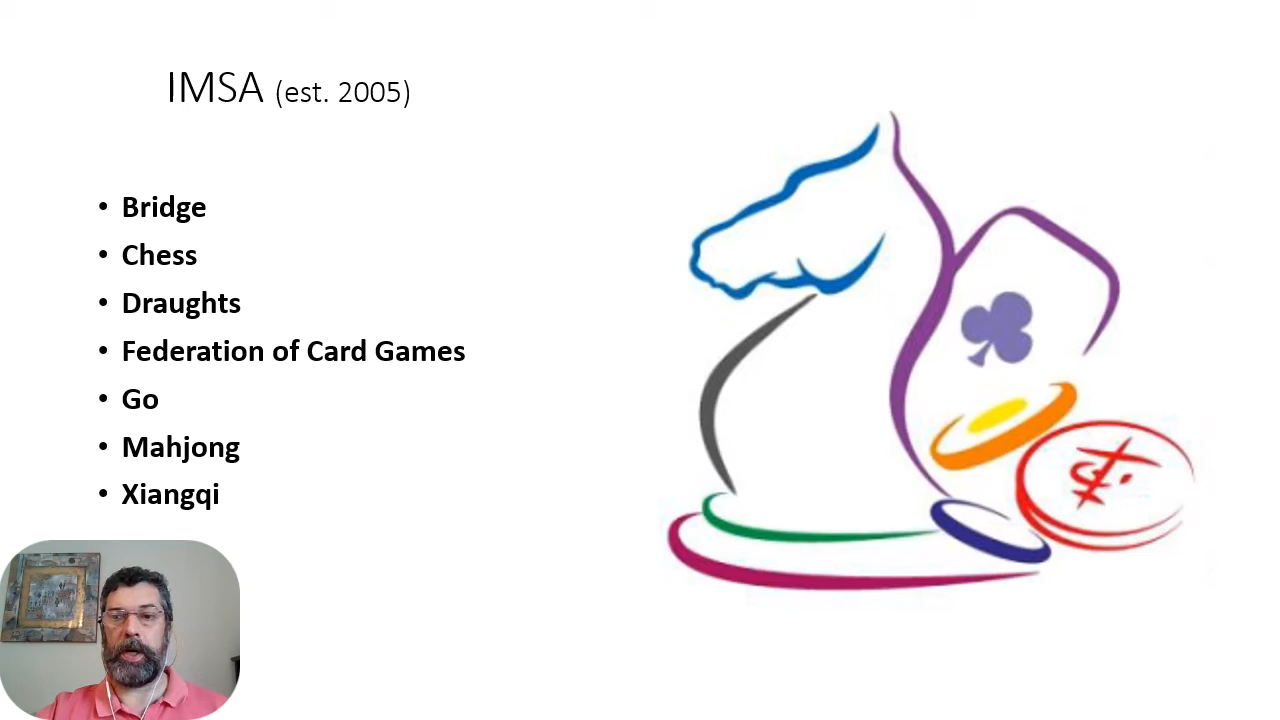 IMSA (est. 2005)
• Bridge
• Chess
• Draughts
• Federation of Card Games
• Go
• Mahjong
• Xiangqi